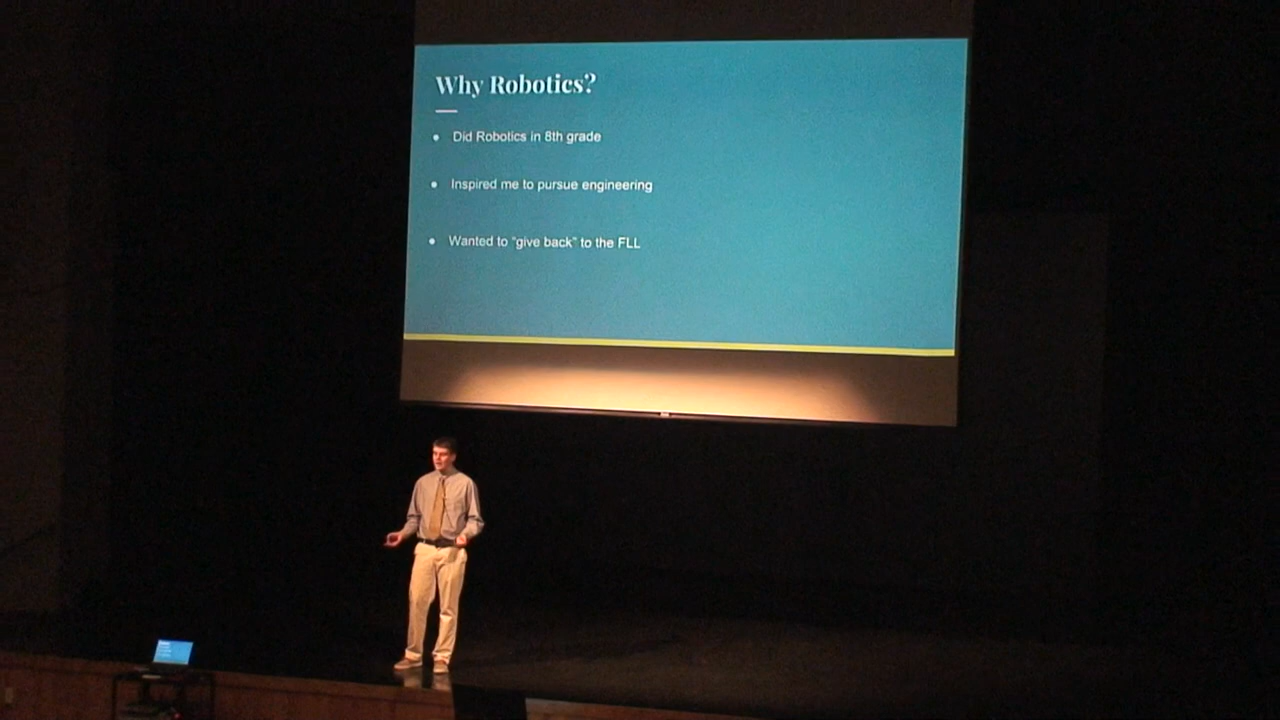 Why Robotics?
Did Robotics in 8th grade
Inspired me to pursue engineering
Wanted to “give back” to the FLL